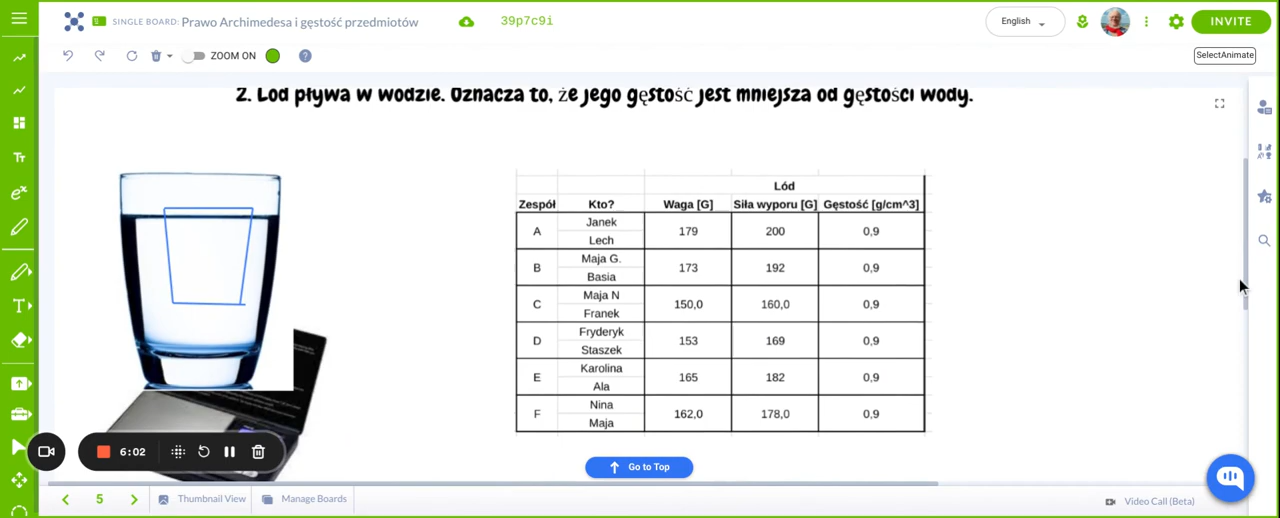 SINGLE BOARD: Prawo Archimedesa i gęstość przedmiotów
39p7c9i
English
INVITE
ZOOM ON
SelectAnimate
2. Lód pływa w wodzie. Oznacza to, że jego gęstość jest mniejsza od gęstości wody.
Lód
Zespół Kto? Waga [G] Siła wyporu [G] Gęstość [g/cm^3]
A Janek Lech 179 200 0,9
B Maja G. Basia 173 192 0,9
C Maja N Franek 150,0 160,0 0,9
D Fryderyk Staszek 153 169 0,9
E Karolina Ala 165 182 0,9
F Nina Maja 162,0 178,0 0,9
6:02
Go to Top
5
Thumbnail View
Manage Boards
Video Call (Beta)